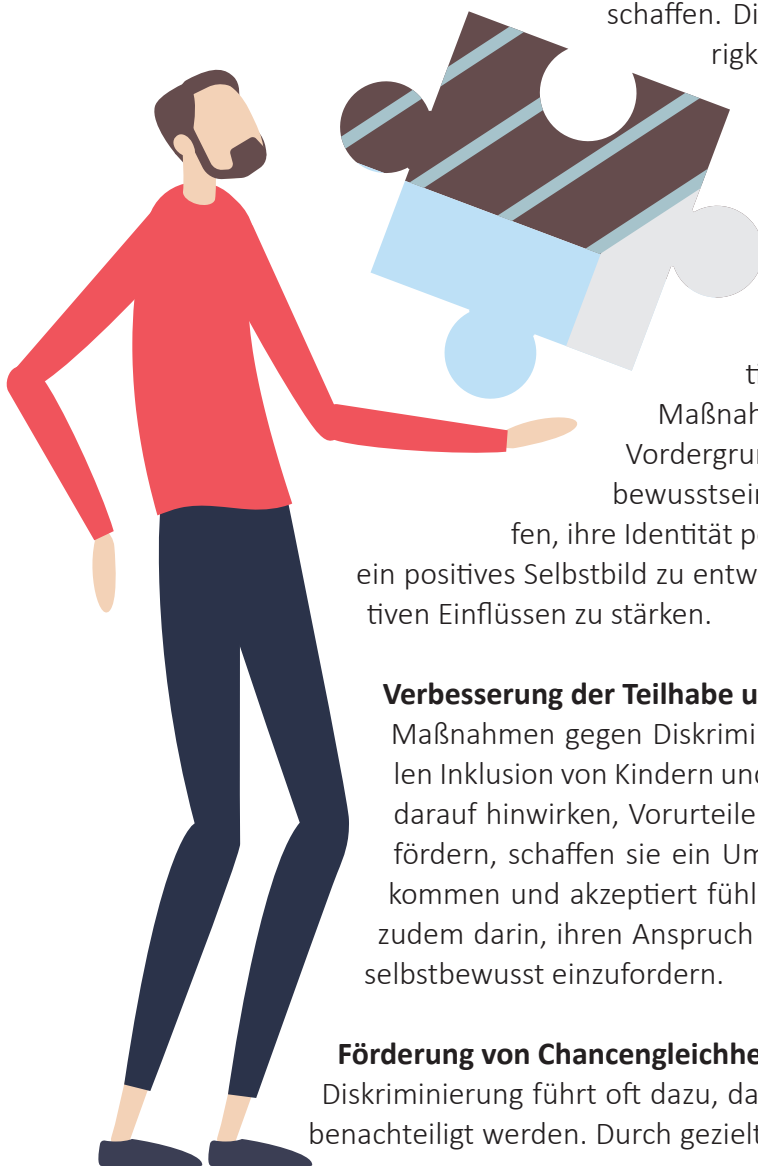 schaffen. Di
rigk
ti
Maßnah
Vordergru
bewusstsein
fen, ihre Identität p
ein positives Selbstbild zu entw
tiven Einflüssen zu stärken.
Verbesserung der Teilhabe u
Maßnahmen gegen Diskrimi
len Inklusion von Kindern und
darauf hinwirken, Vorurteile
fördern, schaffen sie ein Um
kommen und akzeptiert fühl
zudem darin, ihren Anspruch
selbstbewusst einzufordern.
Förderung von Chancengleichhe
Diskriminierung führt oft dazu, da
benachteiligt werden. Durch gezielt